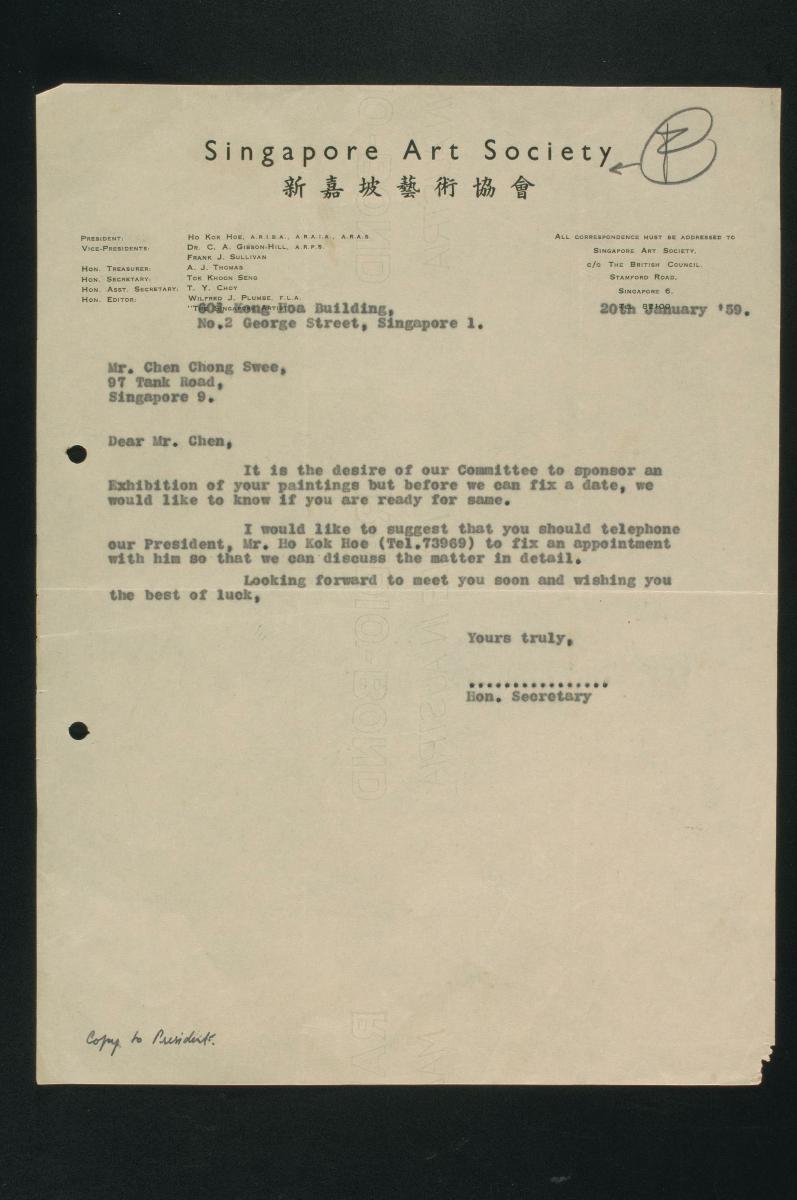 Singapore Art Society
新嘉坡藝術協會
President: Ho Kok Hoe, A.R.I.B.A., A.R.A.I.A., A.R.A.S.
Vice-Presidents: Dr. C. A. Gibson-Hill, A.R.P.S.
Frank J. Sullivan
Hon. Treasurer: A. J. Thomas
Hon. Secretary: Tok Khoon Seng
Hon. Asst. Secretary: T. Y. Choy
Hon. Editor: Wilfred J. Plumbe, F.L.A.
"The Singapore Artist"
All correspondence must be addressed to
Singapore Art Society,
c/o The British Council,
Stamford Road,
Singapore 6.
Kong Hoa Building,
No.2 George Street, Singapore 1.
20th January '59.
Mr. Chen Chong Swee,
97 Tank Road,
Singapore 9.
Dear Mr. Chen,
It is the desire of our Committee to sponsor an
Exhibition of your paintings but before we can fix a date, we
would like to know if you are ready for same.
I would like to suggest that you should telephone
our President, Mr. Ho Kok Hoe (Tel.73969) to fix an appointment
with him so that we can discuss the matter in detail.
Looking forward to meet you soon and wishing you
the best of luck,
Yours truly,
................
Hon. Secretary
Copy to President.